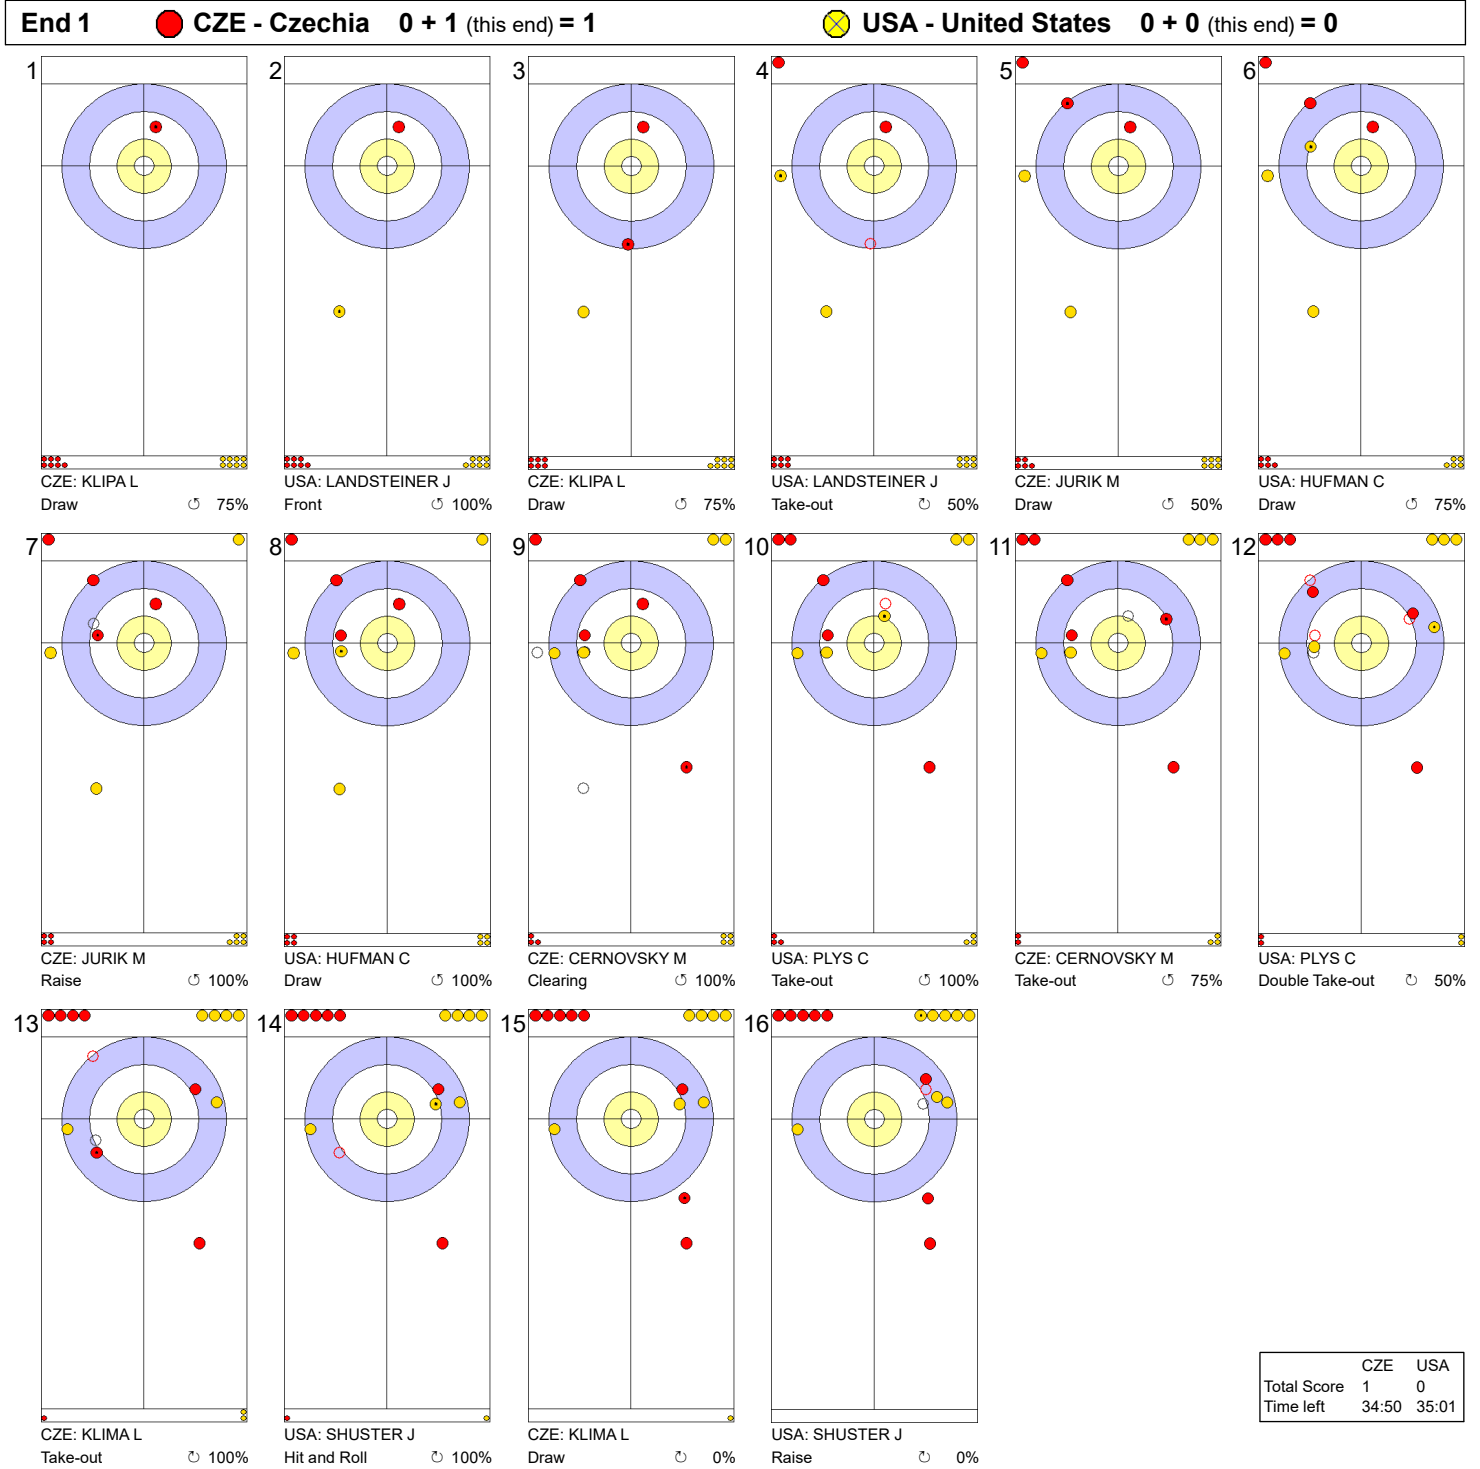 End 1 CZE - Czechia 0 + 1 (this end) = 1 USA - United States 0 + 0 (this end) = 0
1 2 3 4 5 6
CZE: KLIPA L USA: LANDSTEINER J CZE: KLIPA L USA: LANDSTEINER J CZE: JURIK M USA: HUFMAN C
Draw 75% Front 100% Draw 75% Take-out 50% Draw 50% Draw 75%
7 8 9 10 11 12
CZE: JURIK M USA: HUFMAN C CZE: CERNOVSKY M USA: PLYS C CZE: CERNOVSKY M USA: PLYS C
Raise 100% Draw 100% Clearing 100% Take-out 100% Take-out 75% Double Take-out 50%
13 14 15 16
CZE: KLIMA L USA: SHUSTER J CZE: KLIMA L USA: SHUSTER J
Take-out 100% Hit and Roll 100% Draw 0% Raise 0%
CZE USA
Total Score 1 0
Time left 34:50 35:01